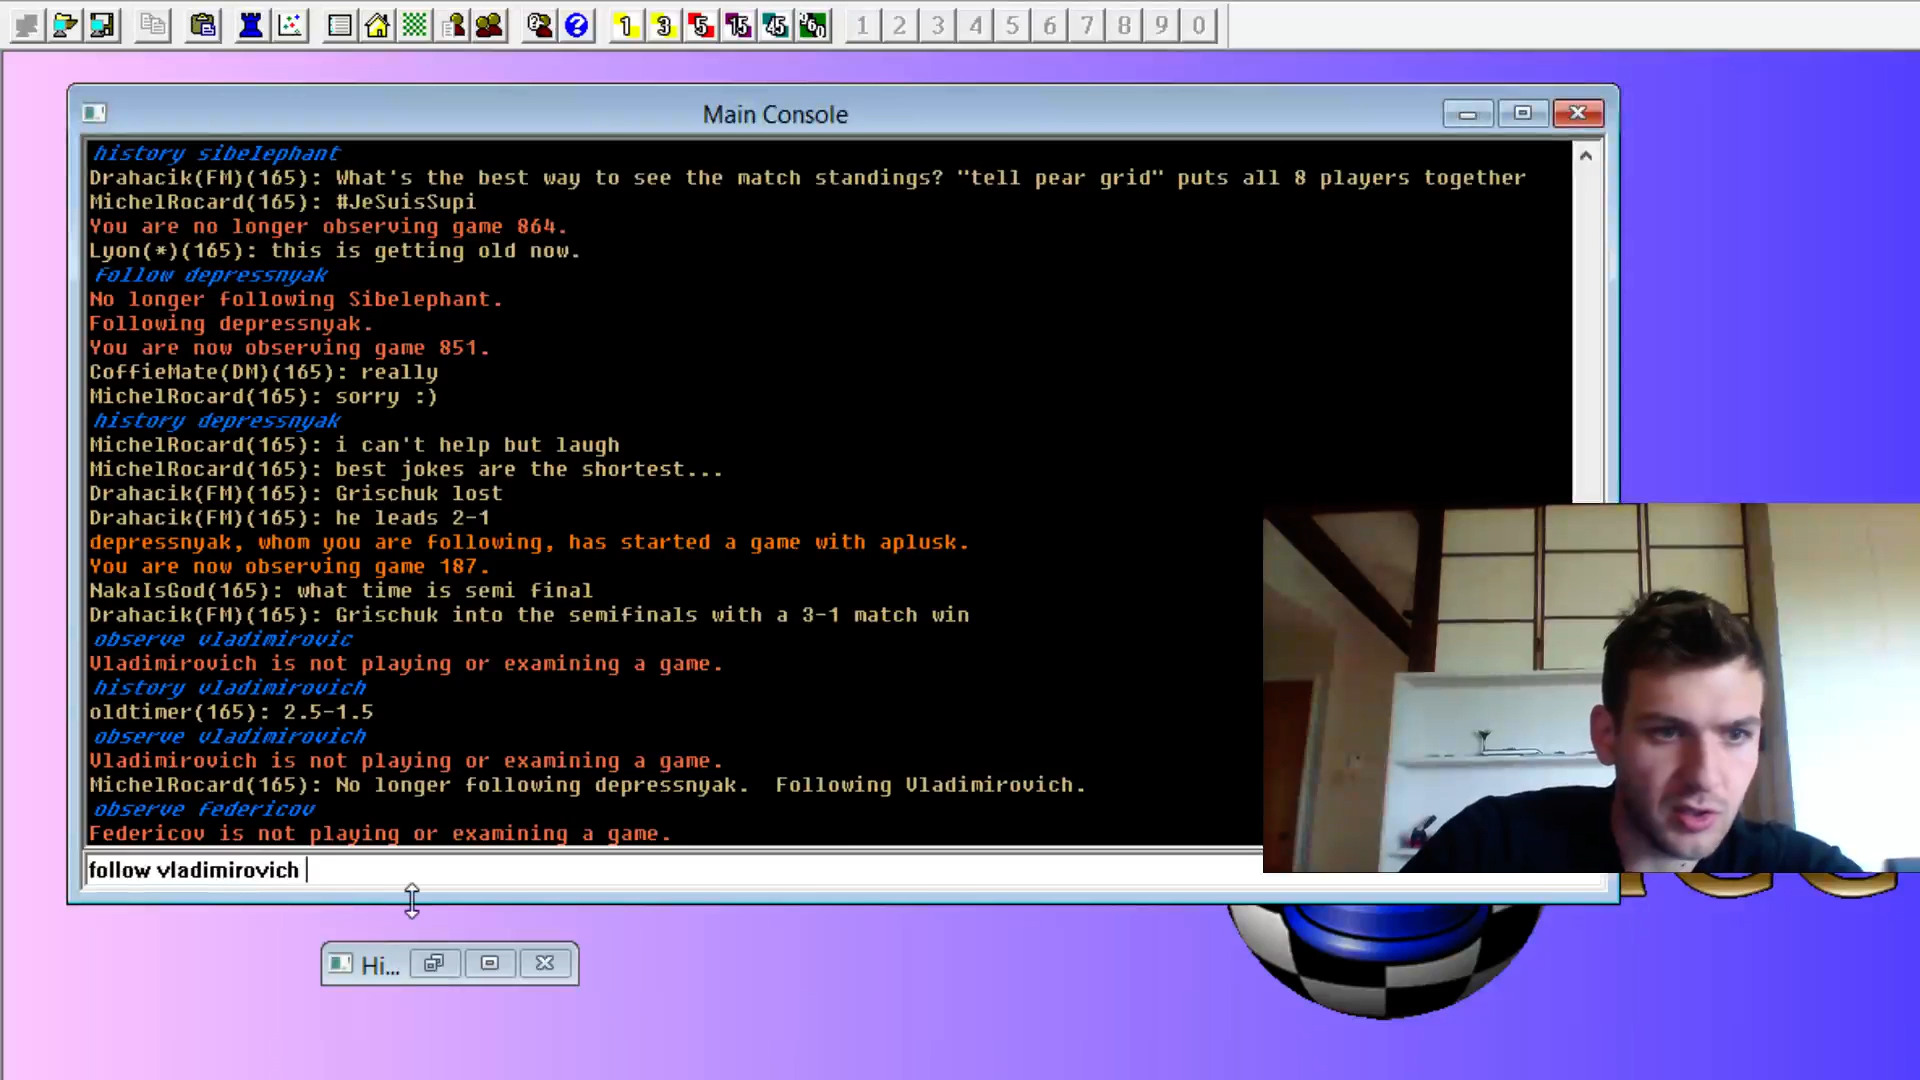 1 3 5 15 45 1 2 3 4 5 6 7 8 9 0
Main Console
history sibelephant
Drahacik(FM)(165): What's the best way to see the match standings? "tell pear grid" puts all 8 players together
MichelRocard(165): #JeSuisSupi
You are no longer observing game 864.
Lyon(*)(165): this is getting old now.
follow depressnyak
No longer following Sibelephant.
Following depressnyak.
You are now observing game 851.
CoffieMate(DM)(165): really
MichelRocard(165): sorry :)
history depressnyak
MichelRocard(165): i can't help but laugh
MichelRocard(165): best jokes are the shortest...
Drahacik(FM)(165): Grischuk lost
Drahacik(FM)(165): he leads 2-1
depressnyak, whom you are following, has started a game with aplusk.
You are now observing game 187.
NakaIsGod(165): what time is semi final
Drahacik(FM)(165): Grischuk into the semifinals with a 3-1 match win
observe vladimirovic
Vladimirovich is not playing or examining a game.
history vladimirovich
oldtimer(165): 2.5-1.5
observe vladimirovich
Vladimirovich is not playing or examining a game.
MichelRocard(165): No longer following depressnyak.  Following Vladimirovich.
observe federicov
Federicov is not playing or examining a game.
follow vladimirovich
Hi...